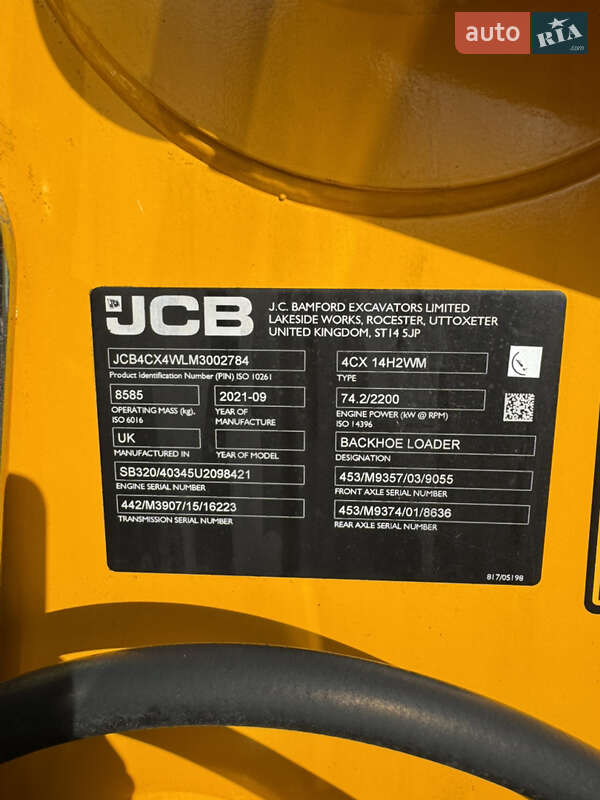 auto RIA .com
JCB
J.C. BAMFORD EXCAVATORS LIMITED
LAKESIDE WORKS, ROCESTER, UTTOXETER
UNITED KINGDOM, ST14 5JP
JCB4CX4WLM3002784
Product Identification Number (PIN) ISO 10261
4CX 14H2WM
TYPE
8585
OPERATING MASS (kg),
ISO 6016
2021-09
YEAR OF
MANUFACTURE
74.2/2200
ENGINE POWER (kW @ RPM)
ISO 14396
UK
MANUFACTURED IN
YEAR OF MODEL
BACKHOE LOADER
DESIGNATION
SB320/40345U2098421
ENGINE SERIAL NUMBER
453/M9357/03/9055
FRONT AXLE SERIAL NUMBER
442/M3907/15/16223
TRANSMISSION SERIAL NUMBER
453/M9374/01/8636
REAR AXLE SERIAL NUMBER
817/05198